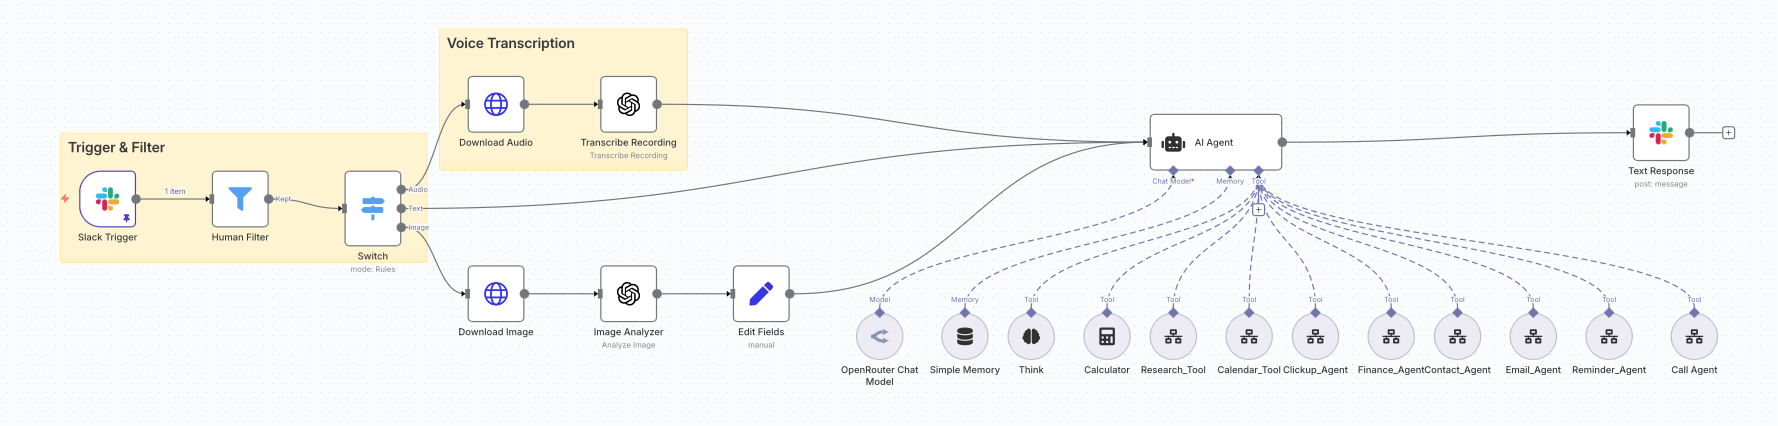 Voice Transcription
Download Audio
Transcribe Recording
Transcribe Recording
Trigger & Filter
1 item
Kept
Audio
Text
Image
Slack Trigger
Human Filter
Switch
mode: Rules
Download Image
Image Analyzer
Analyze Image
Edit Fields
manual
AI Agent
Chat Model*
Memory
Tool
+
Text Response
post: message
+
Model
Memory
Tool
Tool
Tool
Tool
Tool
Tool
Tool
Tool
Tool
Tool
OpenRouter Chat
Model
Simple Memory
Think
Calculator
Research_Tool
Calendar_Tool
Clickup_Agent
Finance_Agent
Contact_Agent
Email_Agent
Reminder_Agent
Call Agent